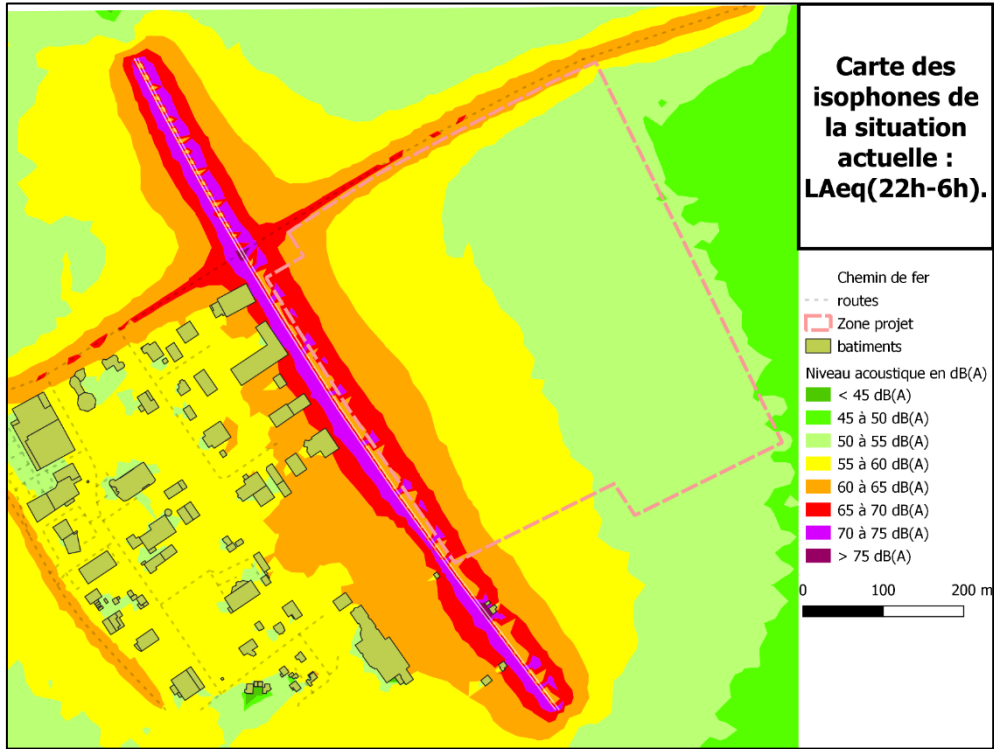 Carte des
isophones de
la situation
actuelle :
LAeq(22h-6h).
Chemin de fer
routes
Zone projet
batiments
Niveau acoustique en dB(A)
< 45 dB(A)
45 à 50 dB(A)
50 à 55 dB(A)
55 à 60 dB(A)
60 à 65 dB(A)
65 à 70 dB(A)
70 à 75 dB(A)
> 75 dB(A)
0 100 200 m